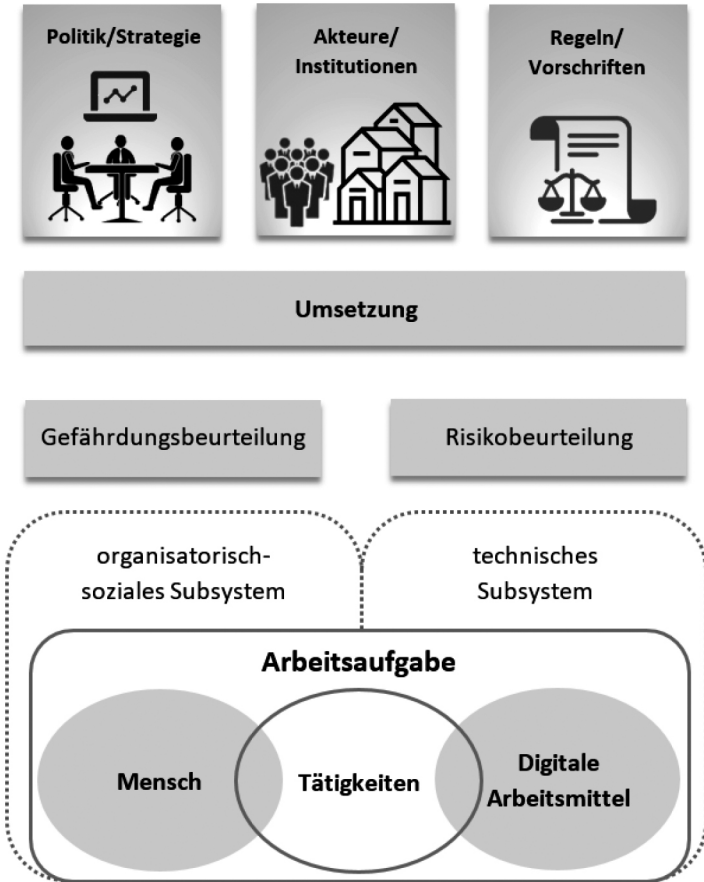 Politik/Strategie
Akteure/
Institutionen
Regeln/
Vorschriften
Umsetzung
Gefährdungsbeurteilung
Risikobeurteilung
organisatorisch-
soziales Subsystem
technisches
Subsystem
Arbeitsaufgabe
Mensch
Tätigkeiten
Digitale
Arbeitsmittel